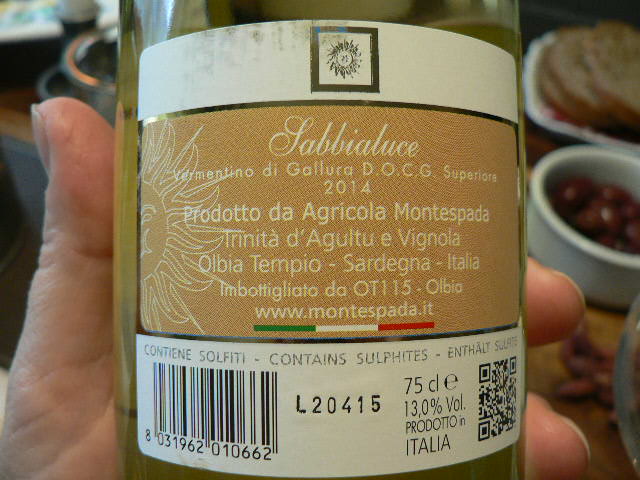 Sabbialuce
Vermentino di Gallura D.O.C.G. Superiore
2014
Prodotto da Agricola Montespada
Trinità d'Agultu e Vignola
Olbia Tempio - Sardegna - Italia
Imbottigliato da OT115 - Olbia
www.montespada.it
CONTIENE SOLFITI - CONTAINS SULPHITES - ENTHÄLT SULFITE
L20415
75 cl e
13,0% Vol.
PRODOTTO in
ITALIA
8 031962 010662